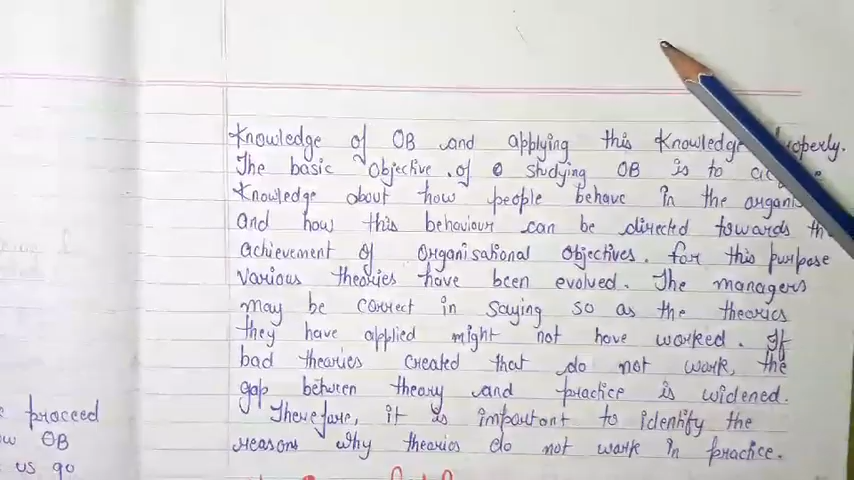 Knowledge of OB and applying this Knowledge
The basic Objective of studying OB is to
Knowledge about how people behave in the
and how this behaviour can be directed towards
achievement of Organisational Objectives. for this purpose
various theories have been evolved. The managers
may be correct in saying so as the theories
they have applied might not have worked. If
bad theories created that do not work, the
gap between theory and practice is widened.
Therefore, it is important to identify the
reasons why theories do not work in practice.
proceed
OB
us go